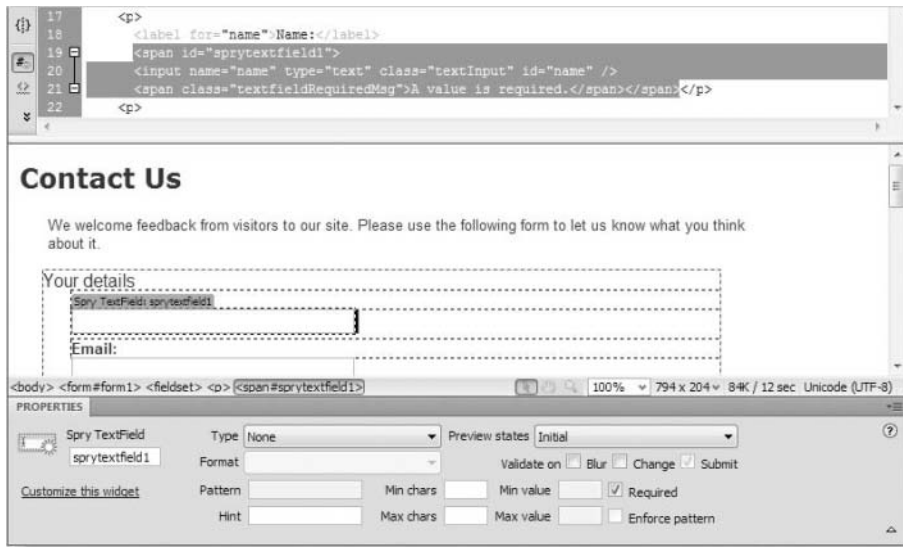 17 <p>
18 <label for="name">Name:</label>
19 <span id="sprytextfield1">
20 <input name="name" type="text" class="textInput" id="name" />
21 <span class="textfieldRequiredMsg">A value is required.</span></span></p>
22 <p>
Contact Us
We welcome feedback from visitors to our site. Please use the following form to let us know what you think
about it.
Your details
Spry TextField: sprytextfield1
Email:
<body> <form#form1> <fieldset> <p> <span#sprytextfield1> 100% 794 x 204 84K / 12 sec Unicode (UTF-8)
PROPERTIES
Spry TextField Type None Preview states Initial
sprytextfield1 Format Validate on Blur Change Submit
Customize this widget Pattern Min chars Min value Required
Hint Max chars Max value Enforce pattern